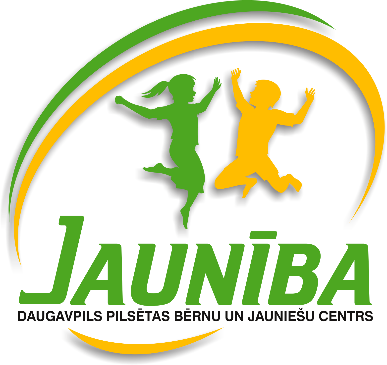 JAUNĪBA
DAUGAVPILS PILSĒTAS BĒRNU UN JAUNIEŠU CENTRS